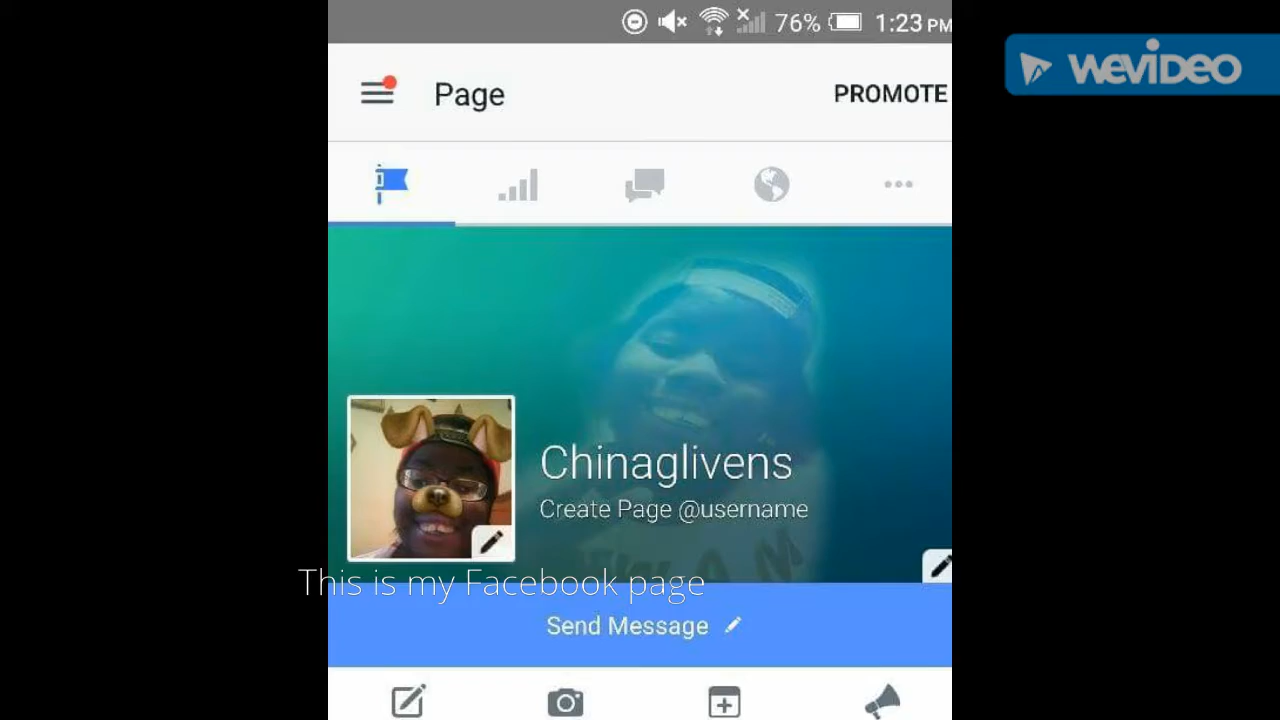 76% 1:23 PM
WEVIDEO
Page PROMOTE
Chinaglivens
Create Page @username
This is my Facebook page
Send Message